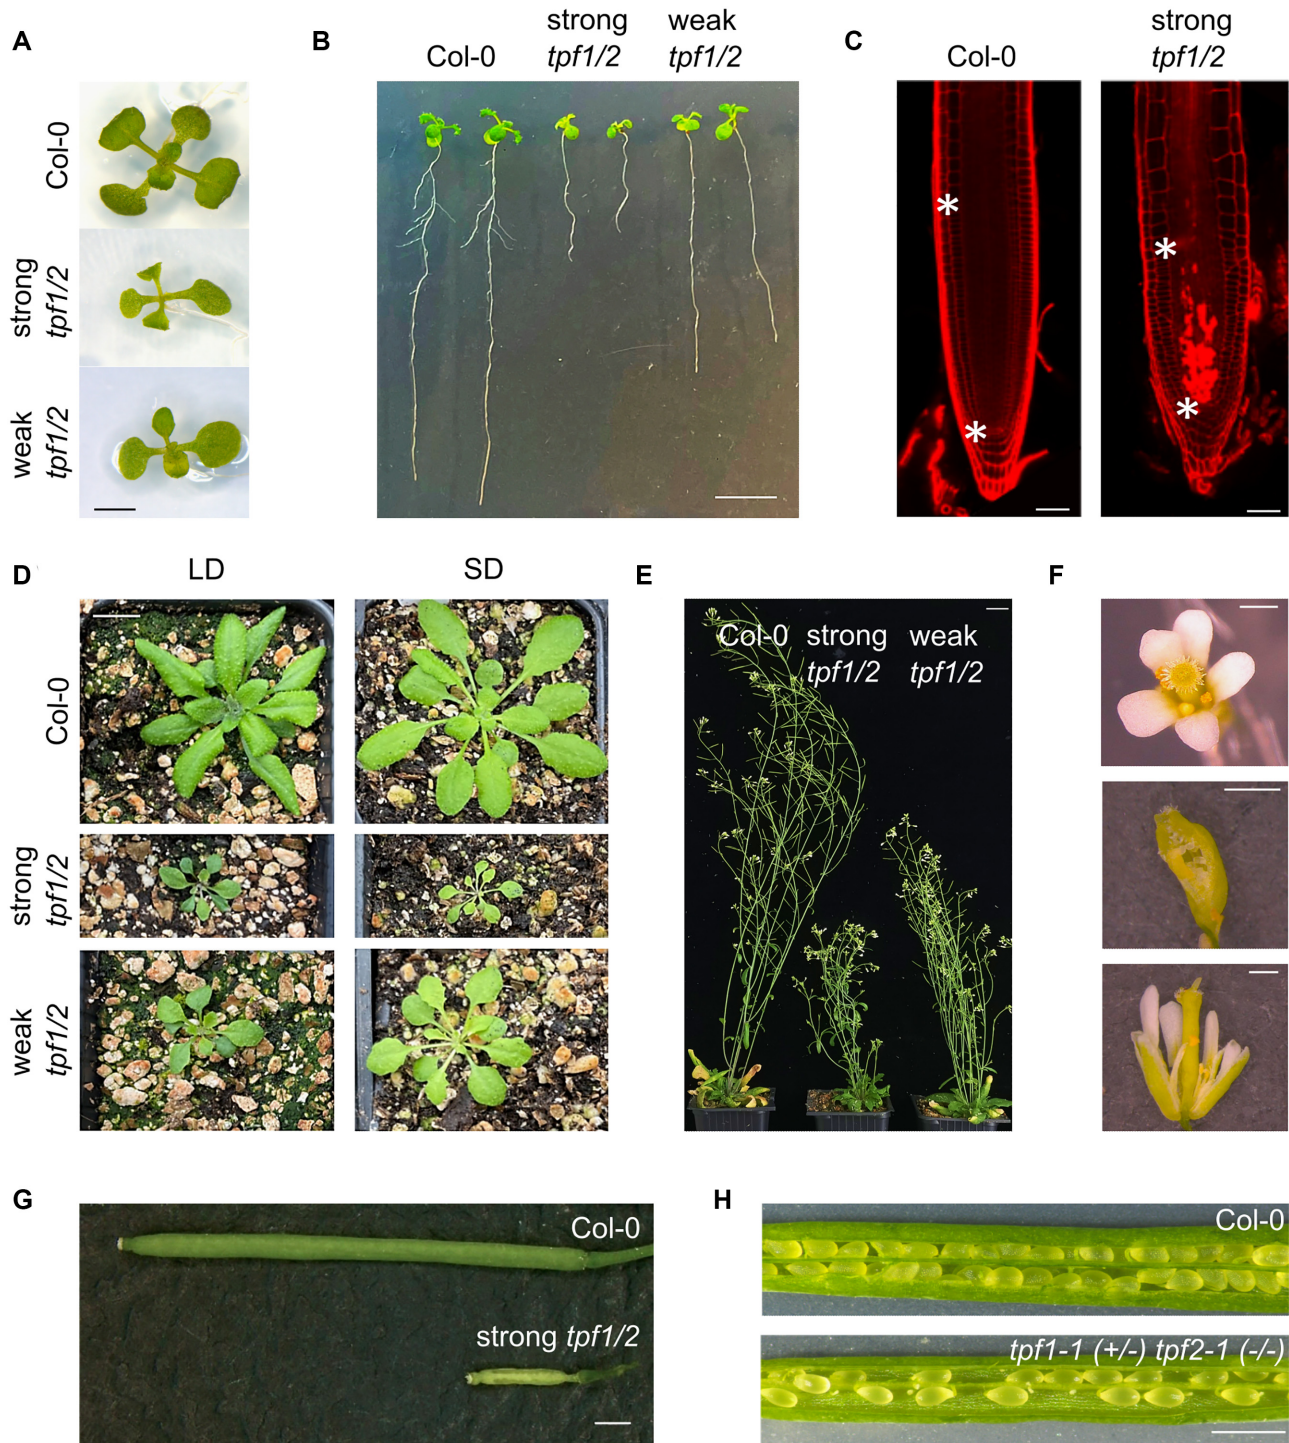 A
Col-0
strong
tpf1/2
weak
tpf1/2
B
Col-0
strong
tpf1/2
weak
tpf1/2
C
Col-0
strong
tpf1/2
*
*
*
*
D
LD
SD
Col-0
strong
tpf1/2
weak
tpf1/2
E
Col-0
strong
tpf1/2
weak
tpf1/2
F
G
Col-0
strong tpf1/2
H
Col-0
tpf1-1 (+/-) tpf2-1 (-/-)